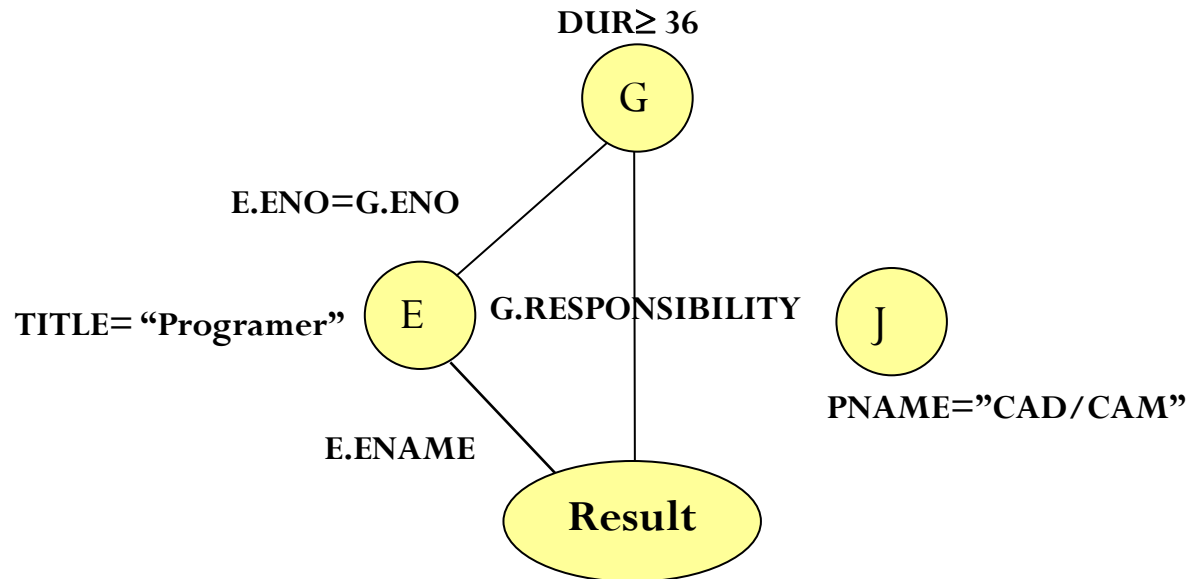 DUR≥ 36
G
E.ENO=G.ENO
E
G.RESPONSIBILITY
J
TITLE= “Programer”
PNAME=”CAD/CAM”
E.ENAME
Result